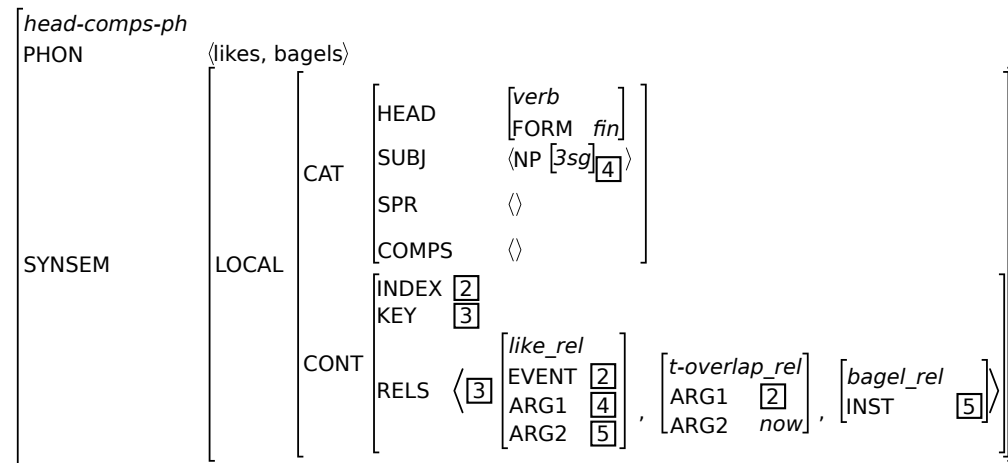 head-comps-ph
PHON ⟨likes, bagels⟩
HEAD verb
FORM fin
SUBJ ⟨NP [3sg] 4 ⟩
CAT
SPR ⟨⟩
COMPS ⟨⟩
SYNSEM LOCAL
INDEX 2
KEY 3
CONT
RELS ⟨ 3 like_rel
EVENT 2
ARG1 4
ARG2 5
, t-overlap_rel
ARG1 2
ARG2 now
, bagel_rel
INST 5 ⟩